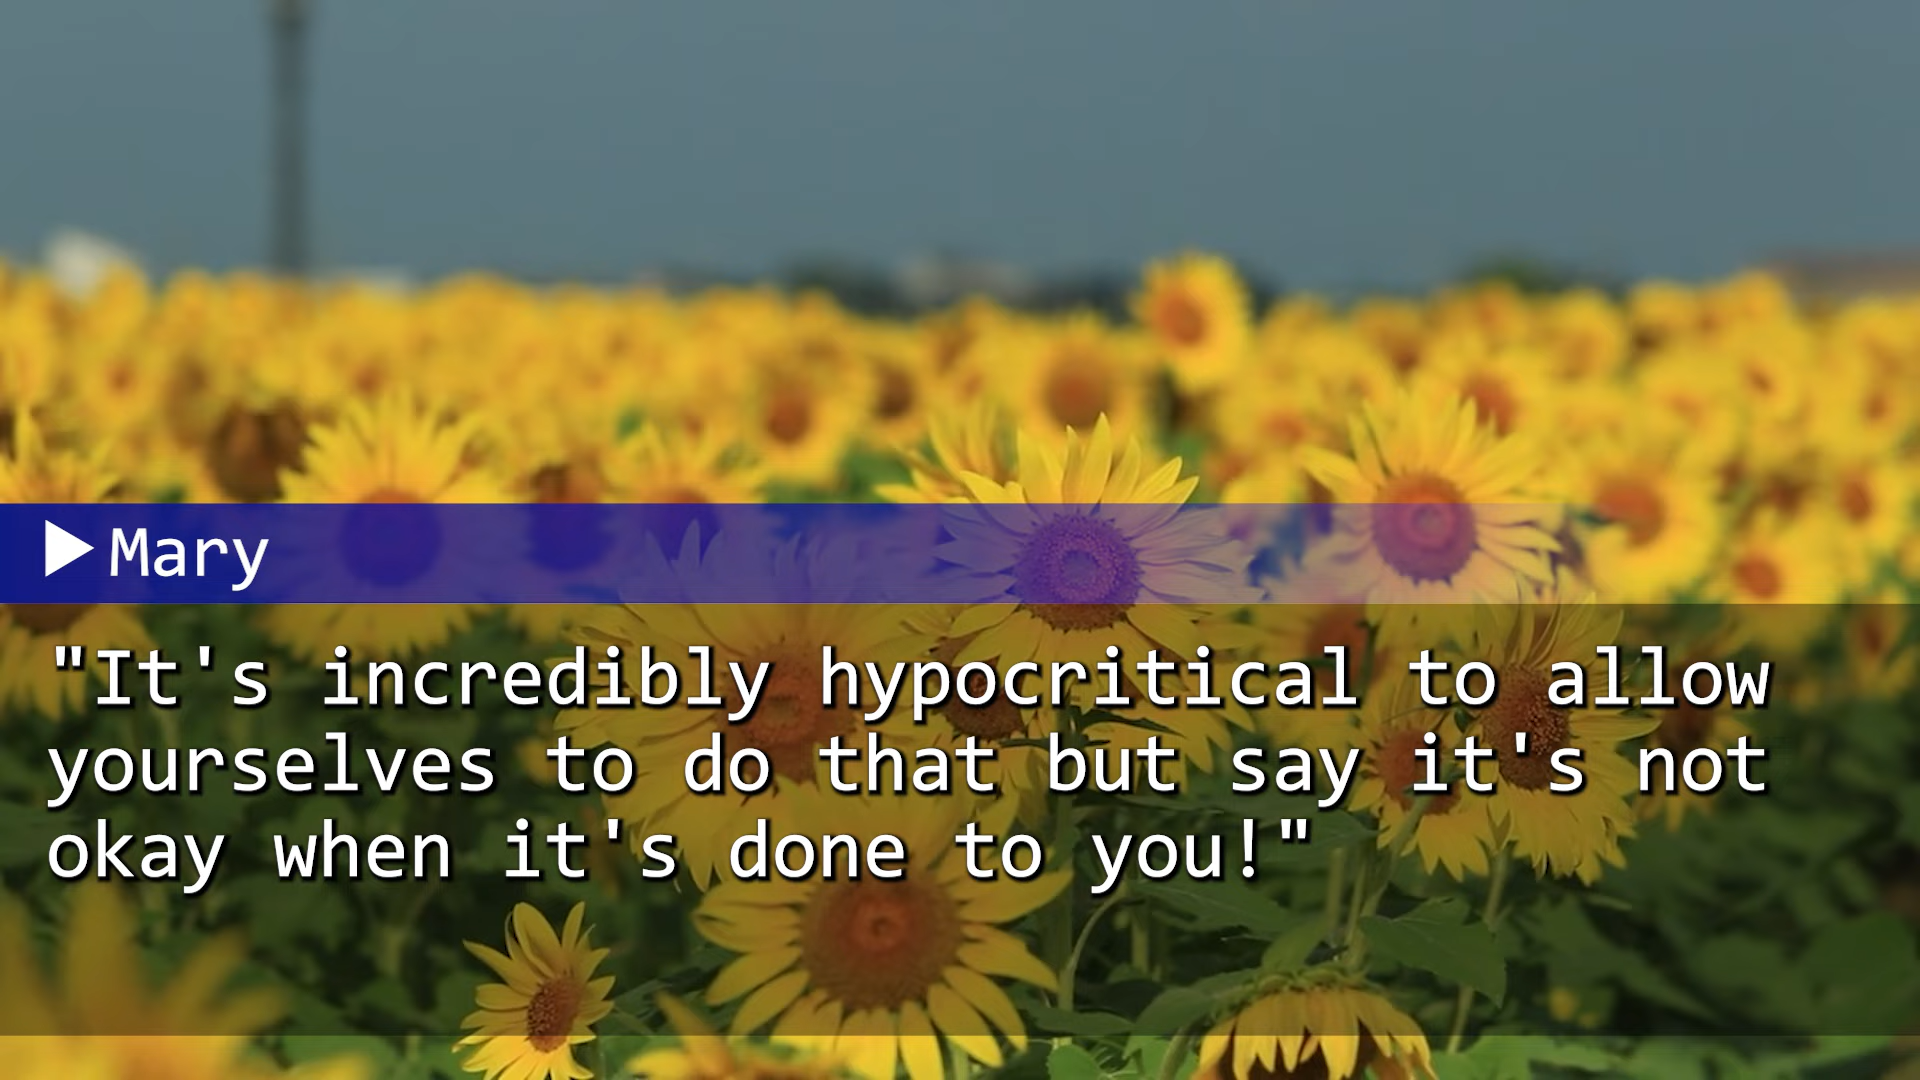 Mary
"It's incredibly hypocritical to allow
yourselves to do that but say it's not
okay when it's done to you!"